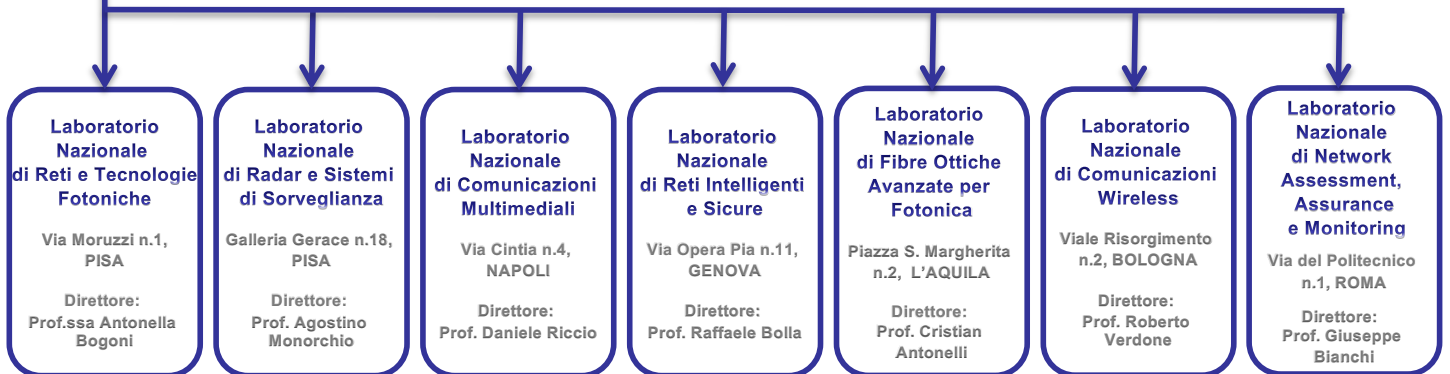 Laboratorio
Nazionale
di Reti e Tecnologie
Fotoniche
Via Moruzzi n.1,
PISA
Direttore:
Prof.ssa Antonella
Bogoni
Laboratorio
Nazionale
di Radar e Sistemi
di Sorveglianza
Galleria Gerace n.18,
PISA
Direttore:
Prof. Agostino
Monorchio
Laboratorio
Nazionale
di Comunicazioni
Multimediali
Via Cintia n.4,
NAPOLI
Direttore:
Prof. Daniele Riccio
Laboratorio
Nazionale
di Reti Intelligenti
e Sicure
Via Opera Pia n.11,
GENOVA
Direttore:
Prof. Raffaele Bolla
Laboratorio
Nazionale
di Fibre Ottiche
Avanzate per
Fotonica
Piazza S. Margherita
n.2, L'AQUILA
Direttore:
Prof. Cristian
Antonelli
Laboratorio
Nazionale
di Comunicazioni
Wireless
Viale Risorgimento
n.2, BOLOGNA
Direttore:
Prof. Roberto
Verdone
Laboratorio
Nazionale
di Network
Assessment,
Assurance
e Monitoring
Via del Politecnico
n.1, ROMA
Direttore:
Prof. Giuseppe
Bianchi